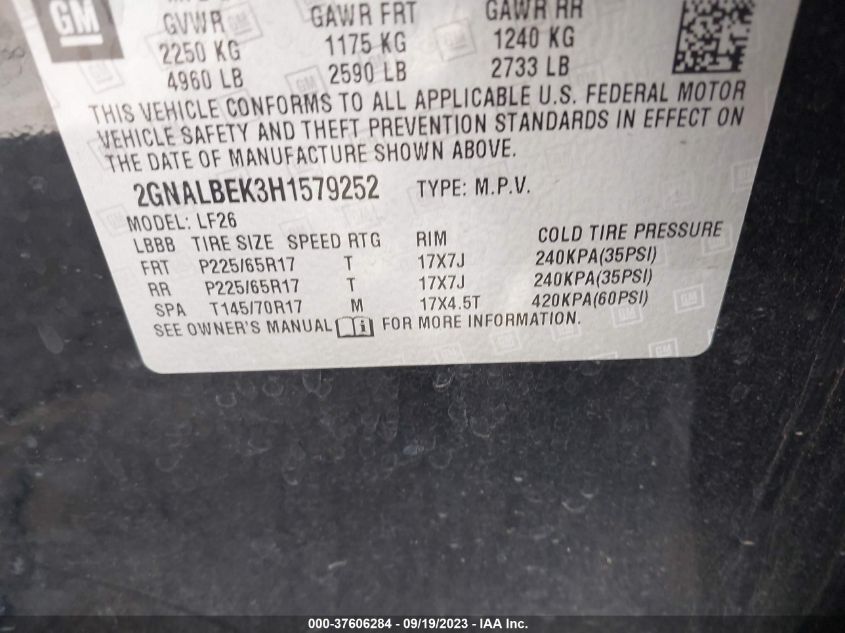 GM
GVWR GAWR FRT GAWR RR
2250 KG 1175 KG 1240 KG
4960 LB 2590 LB 2733 LB
THIS VEHICLE CONFORMS TO ALL APPLICABLE U.S. FEDERAL MOTOR
VEHICLE SAFETY AND THEFT PREVENTION STANDARDS IN EFFECT ON
THE DATE OF MANUFACTURE SHOWN ABOVE.
2GNALBEK3H1579252 TYPE: M.P.V.
MODEL: LF26
LBBB TIRE SIZE SPEED RTG RIM COLD TIRE PRESSURE
FRT P225/65R17 T 17X7J 240KPA(35PSI)
RR P225/65R17 T 17X7J 240KPA(35PSI)
SPA T145/70R17 M 17X4.5T 420KPA(60PSI)
SEE OWNER'S MANUAL i FOR MORE INFORMATION.
000-37606284 - 09/19/2023 - IAA Inc.